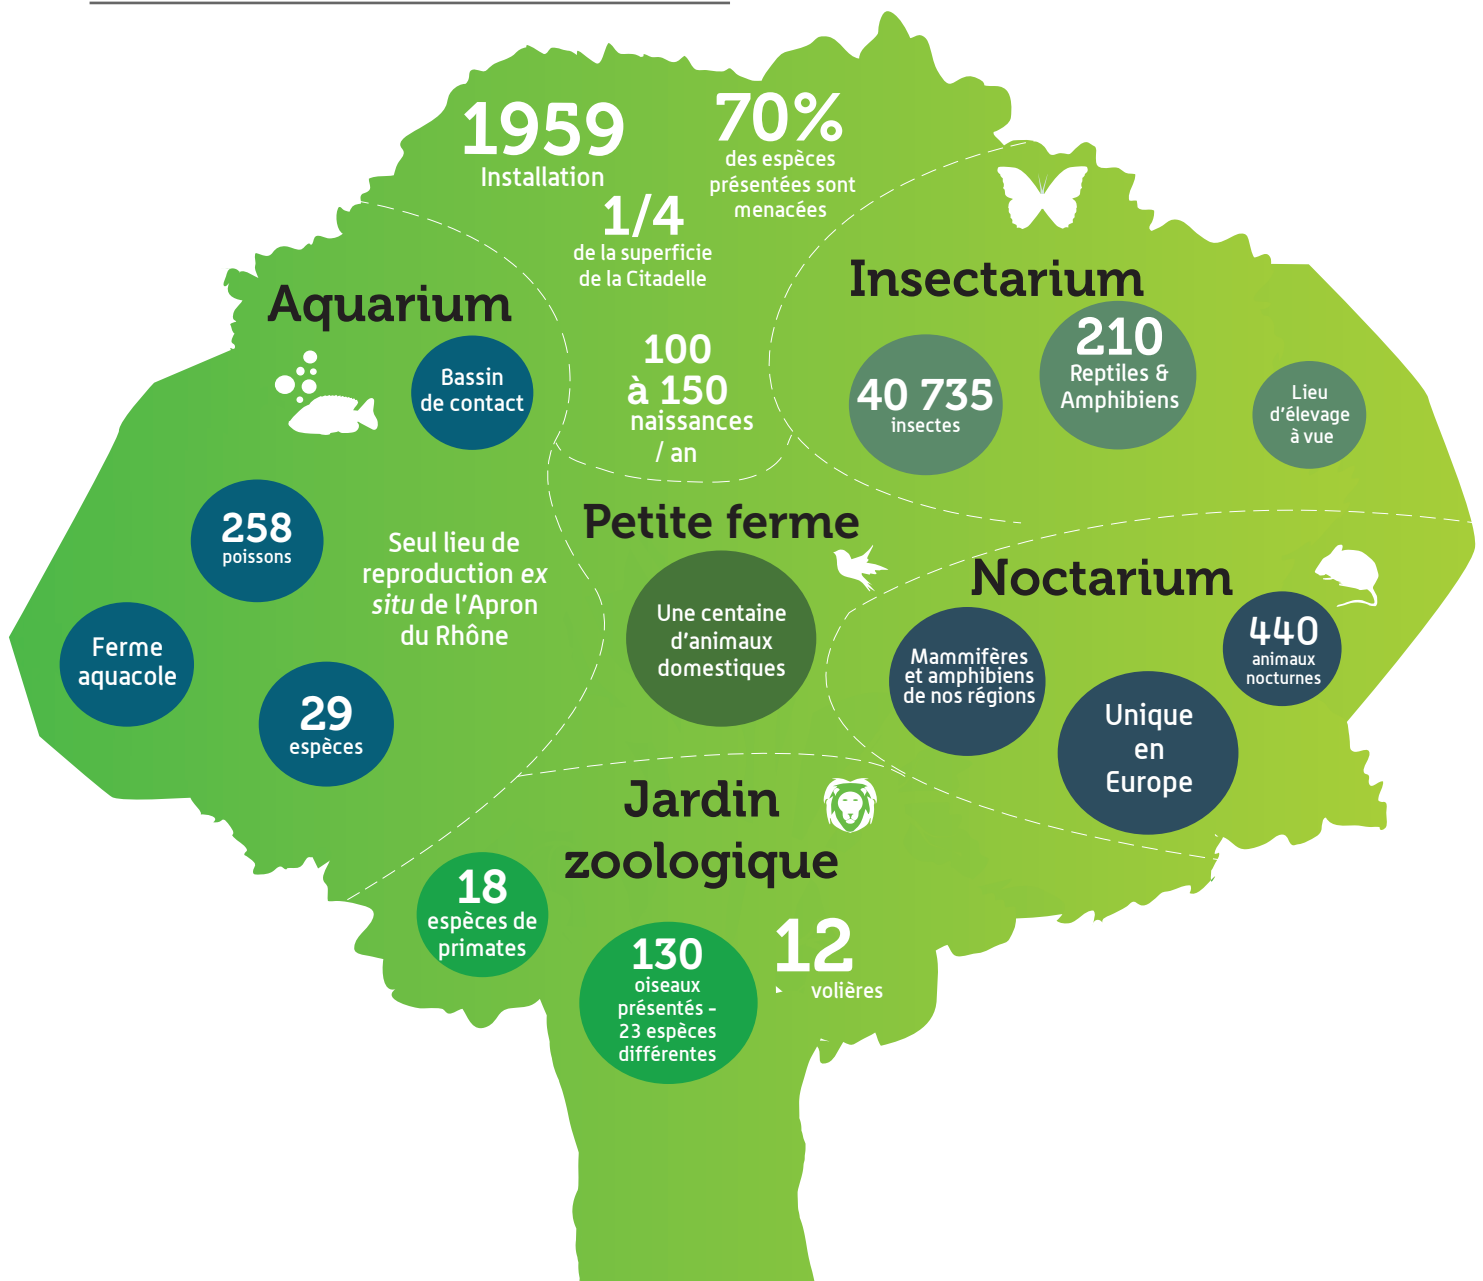 1959
Installation
70%
des espèces
présentées sont
menacées
1/4
de la superficie
de la Citadelle
100
à 150
naissances
/ an
Aquarium
Bassin
de contact
258
poissons
Seul lieu de
reproduction ex
situ de l'Apron
du Rhône
Ferme
aquacole
29
espèces
Insectarium
40 735
insectes
210
Reptiles &
Amphibiens
Lieu
d'élevage
à vue
Petite ferme
Une centaine
d'animaux
domestiques
Noctarium
Mammifères
et amphibiens
de nos régions
Unique
en
Europe
440
animaux
nocturnes
Jardin
zoologique
18
espèces de
primates
130
oiseaux
présentés -
23 espèces
différentes
12
volières